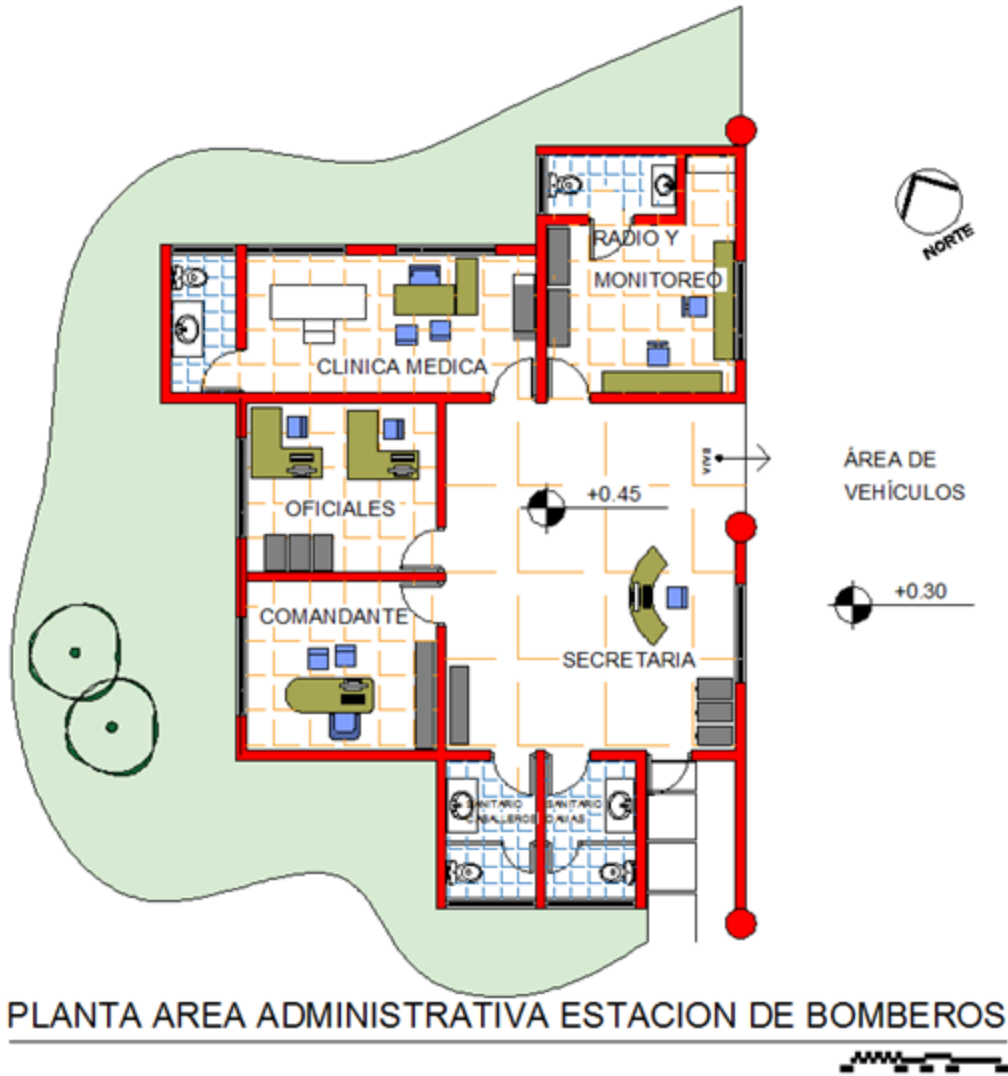 NORTE
RADIO Y
MONITOREO
CLINICA MEDICA
ÁREA DE
VEHÍCULOS
+0.45
OFICIALES
+0.30
COMANDANTE
SECRETARIA
SANITARIO
CABALLEROS
SANITARIO
DAMAS
PLANTA AREA ADMINISTRATIVA ESTACION DE BOMBEROS